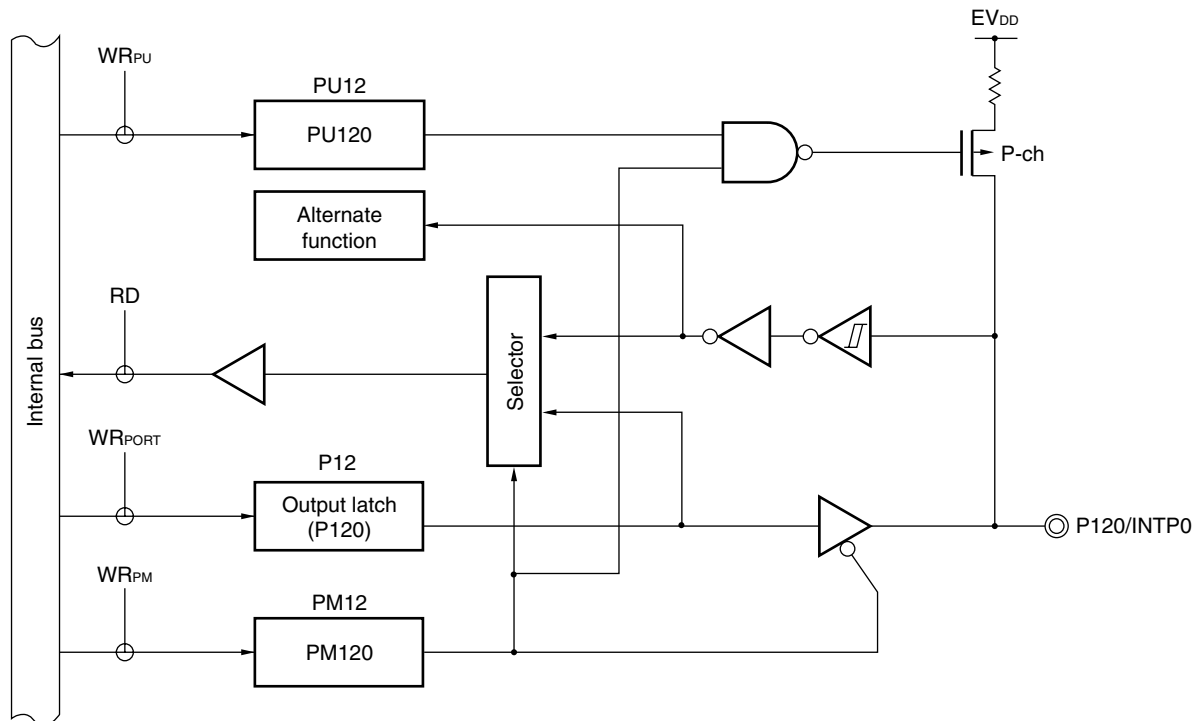 EVDD
WRPU
PU12
PU120
P-ch
Alternate
function
RD
Selector
Internal bus
WRPORT
P12
Output latch
(P120)
P120/INTP0
WRPM
PM12
PM120